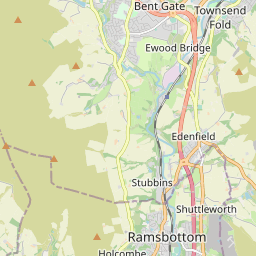 Bent Gate
Townsend
Fold
Ewood Bridge
Edenfield
Stubbins
Shuttleworth
Ramsbottom
Holcombe